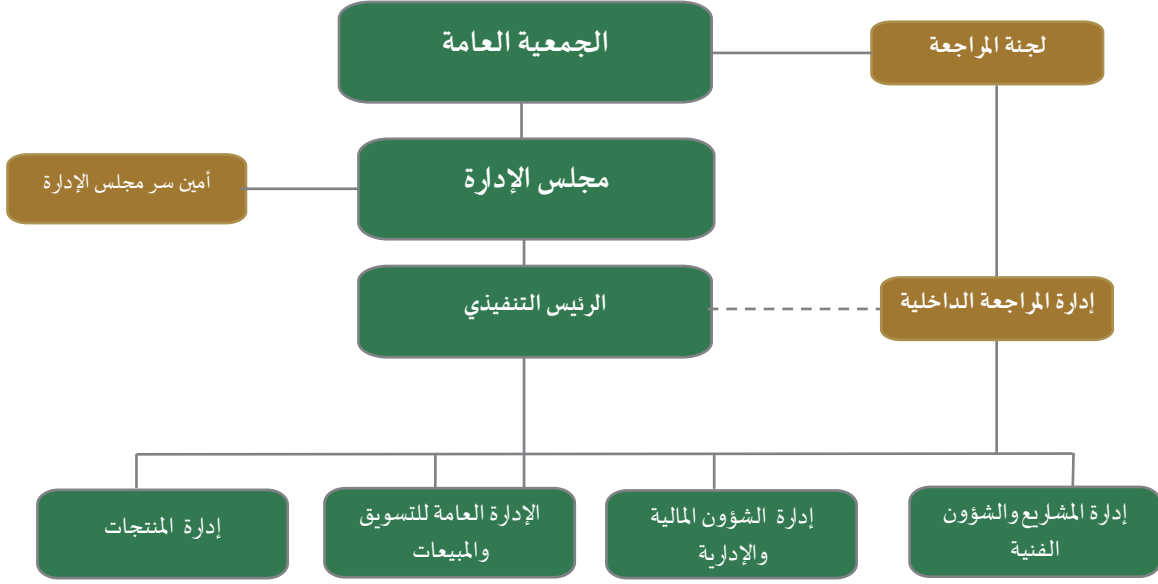 الجمعية العامة
لجنة المراجعة
مجلس الإدارة
أمين سر مجلس الإدارة
الرئيس التنفيذي
إدارة المراجعة الداخلية
إدارة المشاريع والشؤون
الفنية
إدارة الشؤون المالية
والإدارية
الإدارة العامة للتسويق
والمبيعات
إدارة المنتجات